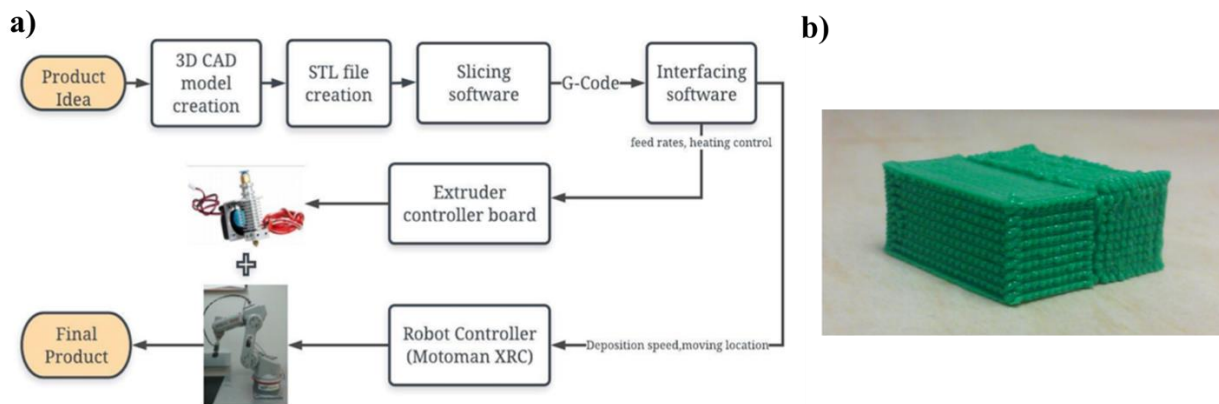 a)
b)
Product
Idea
3D CAD
model
creation
STL file
creation
Slicing
software
G-Code
Interfacing
software
feed rates, heating control
Extruder
controller board
Final
Product
Robot Controller
(Motoman XRC)
Deposition speed,moving location